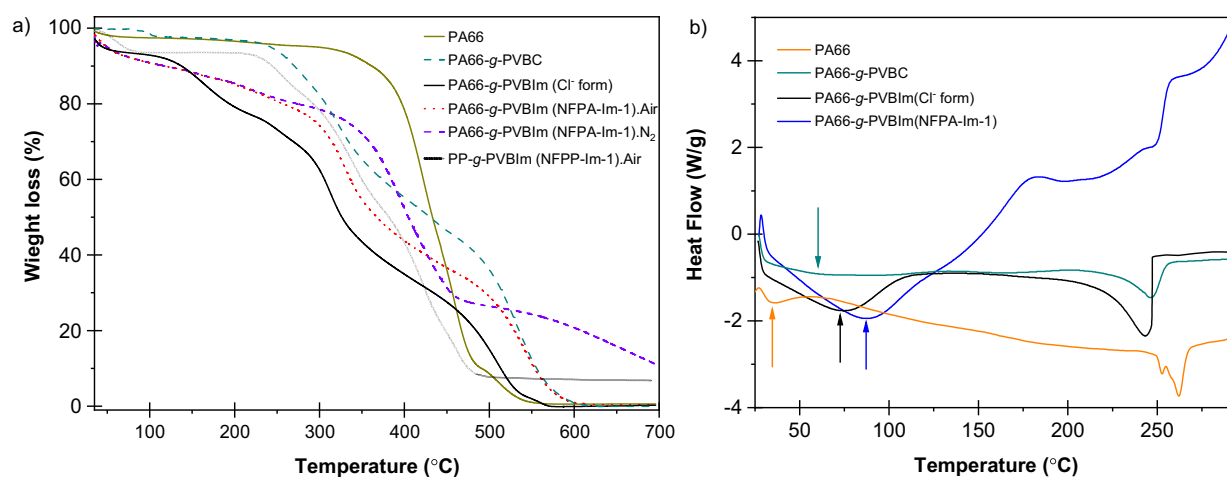 a)
100
80
60
40
20
0
Wieght loss (%)
PA66
PA66-g-PVBC
PA66-g-PVBIm (Cl⁻ form)
PA66-g-PVBIm (NFPA-Im-1).Air
PA66-g-PVBIm (NFPA-Im-1).N₂
PP-g-PVBIm (NFPP-Im-1).Air
100 200 300 400 500 600 700
Temperature (°C)
b)
4
2
0
-2
-4
Heat Flow (W/g)
PA66
PA66-g-PVBC
PA66-g-PVBIm(Cl⁻ form)
PA66-g-PVBIm(NFPA-Im-1)
50 100 150 200 250
Temperature (°C)